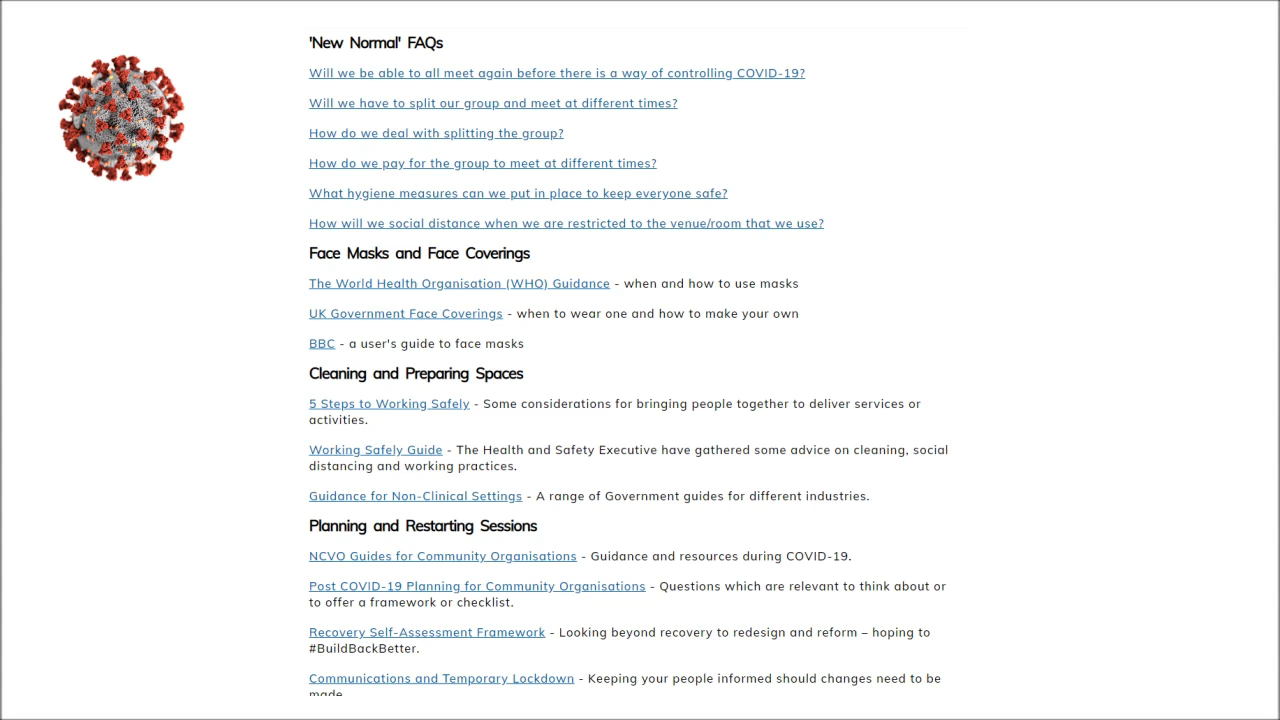 'New Normal' FAQs
Will we be able to all meet again before there is a way of controlling COVID-19?
Will we have to split our group and meet at different times?
How do we deal with splitting the group?
How do we pay for the group to meet at different times?
What hygiene measures can we put in place to keep everyone safe?
How will we social distance when we are restricted to the venue/room that we use?
Face Masks and Face Coverings
The World Health Organisation (WHO) Guidance - when and how to use masks
UK Government Face Coverings - when to wear one and how to make your own
BBC - a user's guide to face masks
Cleaning and Preparing Spaces
5 Steps to Working Safely - Some considerations for bringing people together to deliver services or
activities.
Working Safely Guide - The Health and Safety Executive have gathered some advice on cleaning, social
distancing and working practices.
Guidance for Non-Clinical Settings - A range of Government guides for different industries.
Planning and Restarting Sessions
NCVO Guides for Community Organisations - Guidance and resources during COVID-19.
Post COVID-19 Planning for Community Organisations - Questions which are relevant to think about or
to offer a framework or checklist.
Recovery Self-Assessment Framework - Looking beyond recovery to redesign and reform – hoping to
#BuildBackBetter.
Communications and Temporary Lockdown - Keeping your people informed should changes need to be
made.